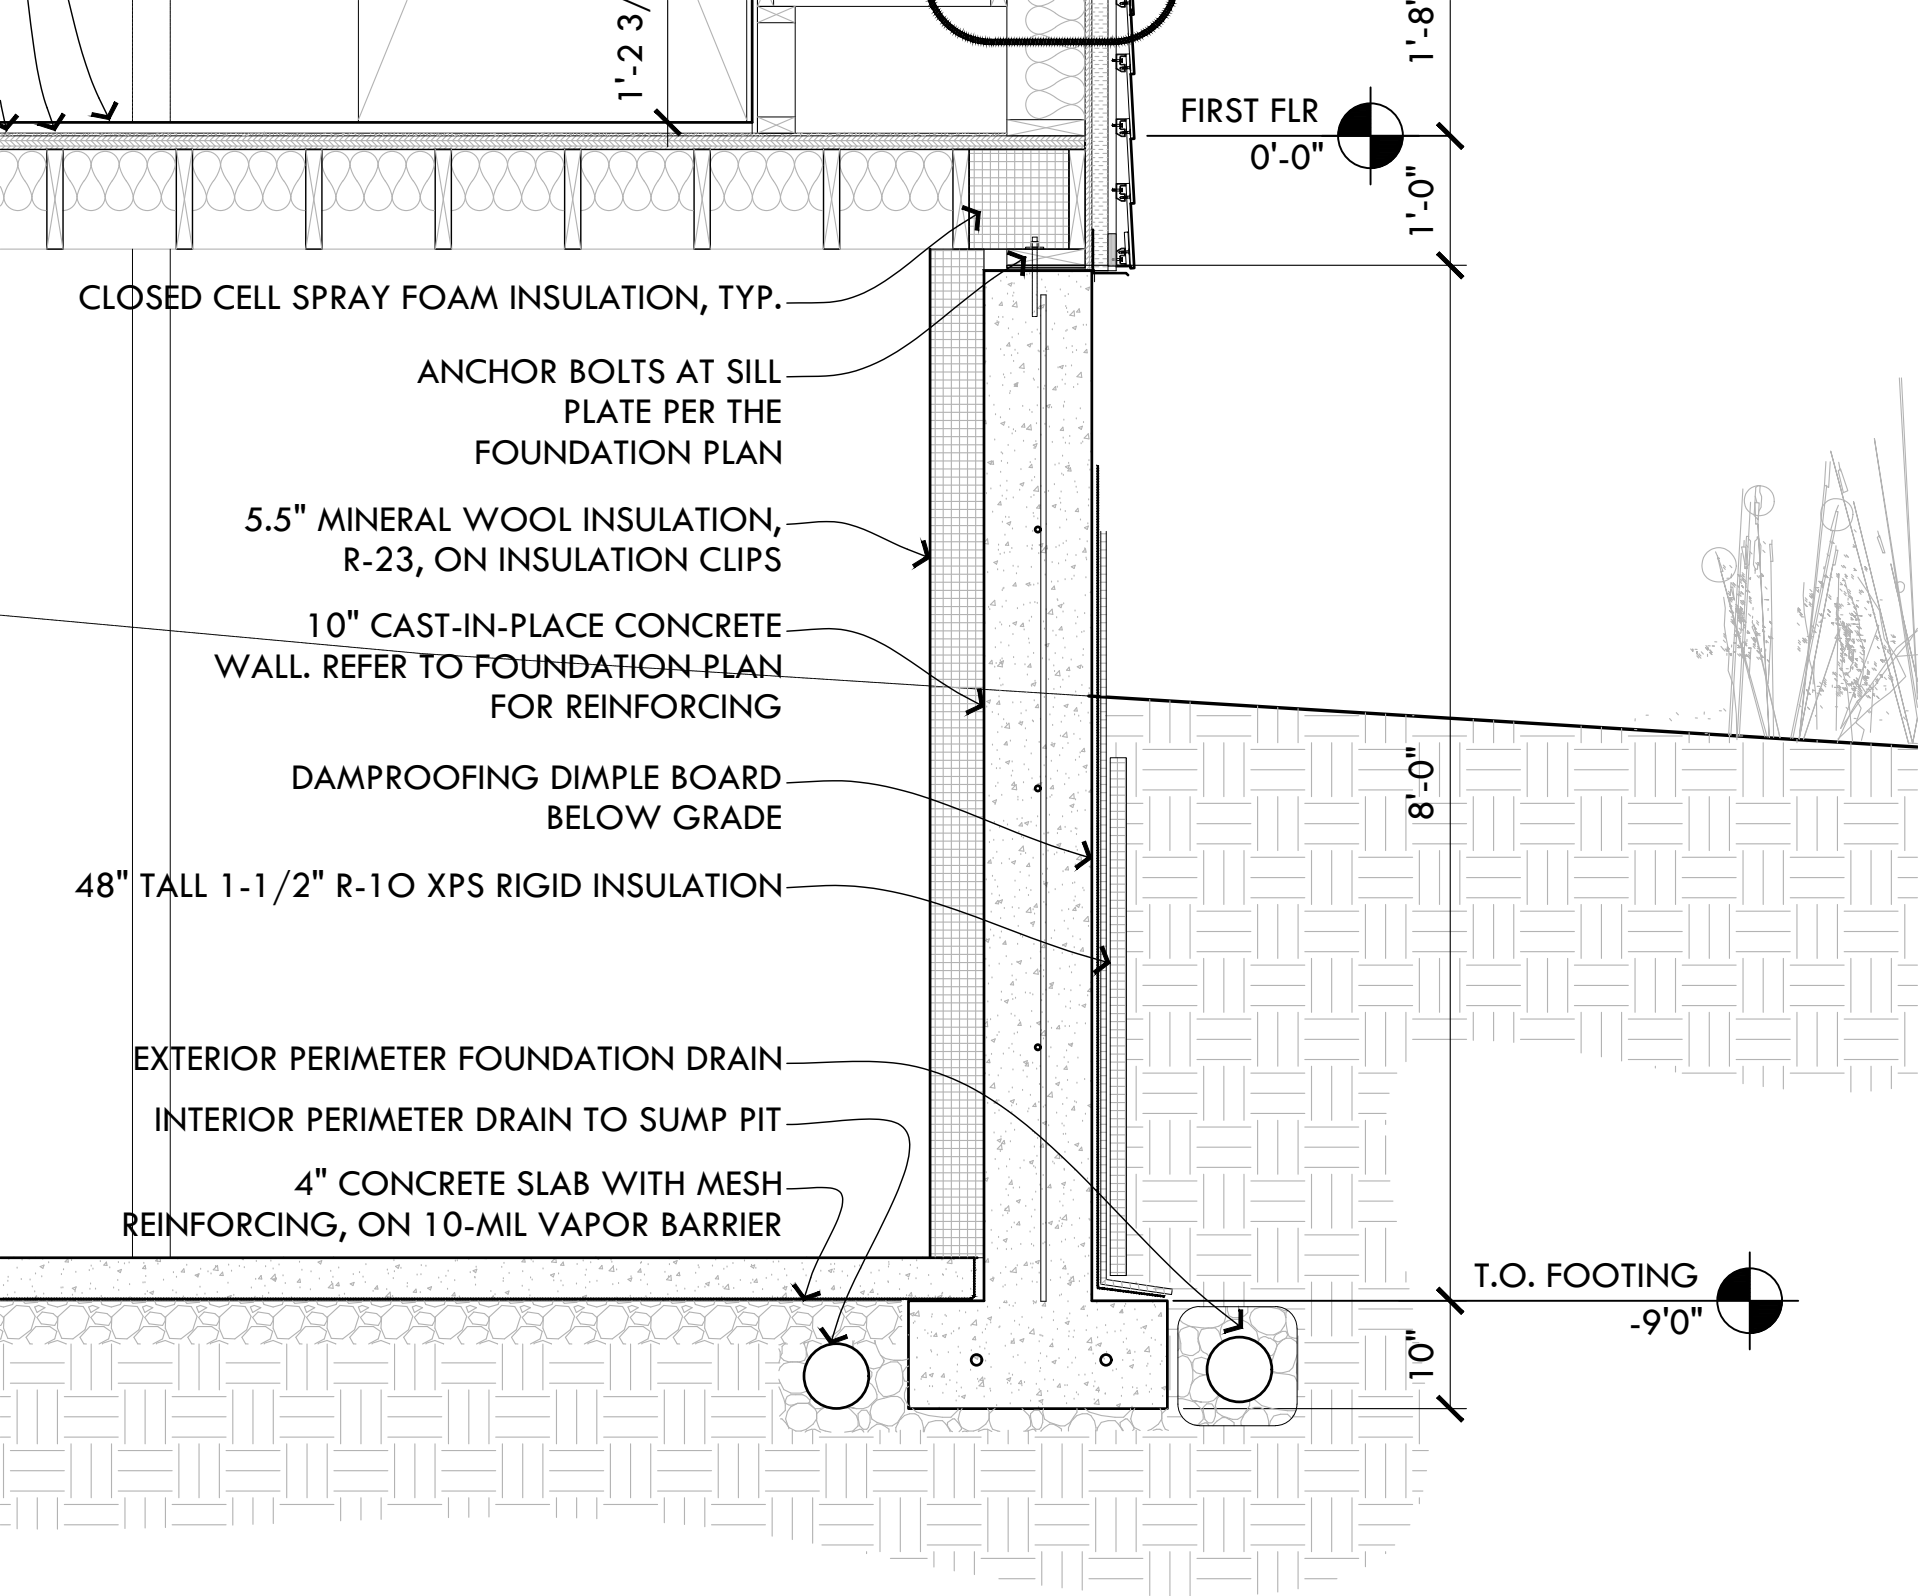 1'-2 3/
1'-8"
FIRST FLR
0'-0"
1'-0"
CLOSED CELL SPRAY FOAM INSULATION, TYP.
ANCHOR BOLTS AT SILL
PLATE PER THE
FOUNDATION PLAN
5.5" MINERAL WOOL INSULATION,
R-23, ON INSULATION CLIPS
10" CAST-IN-PLACE CONCRETE
WALL. REFER TO FOUNDATION PLAN
FOR REINFORCING
DAMPROOFING DIMPLE BOARD
BELOW GRADE
8'-0"
48" TALL 1-1/2" R-1O XPS RIGID INSULATION
EXTERIOR PERIMETER FOUNDATION DRAIN
INTERIOR PERIMETER DRAIN TO SUMP PIT
4" CONCRETE SLAB WITH MESH
REINFORCING, ON 10-MIL VAPOR BARRIER
T.O. FOOTING
-9'0"
10"